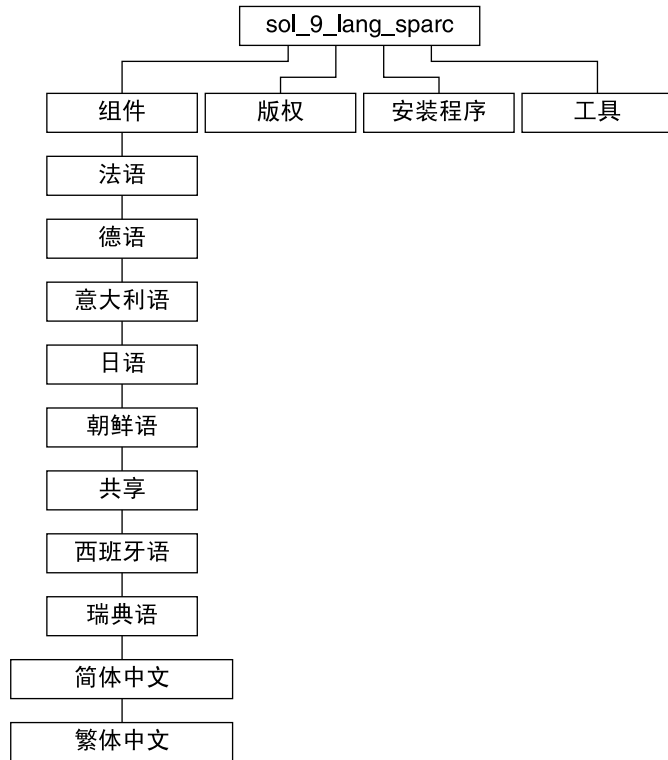 sol_9_lang_sparc
组件
版权
安装程序
工具
法语
德语
意大利语
日语
朝鲜语
共享
西班牙语
瑞典语
简体中文
繁体中文